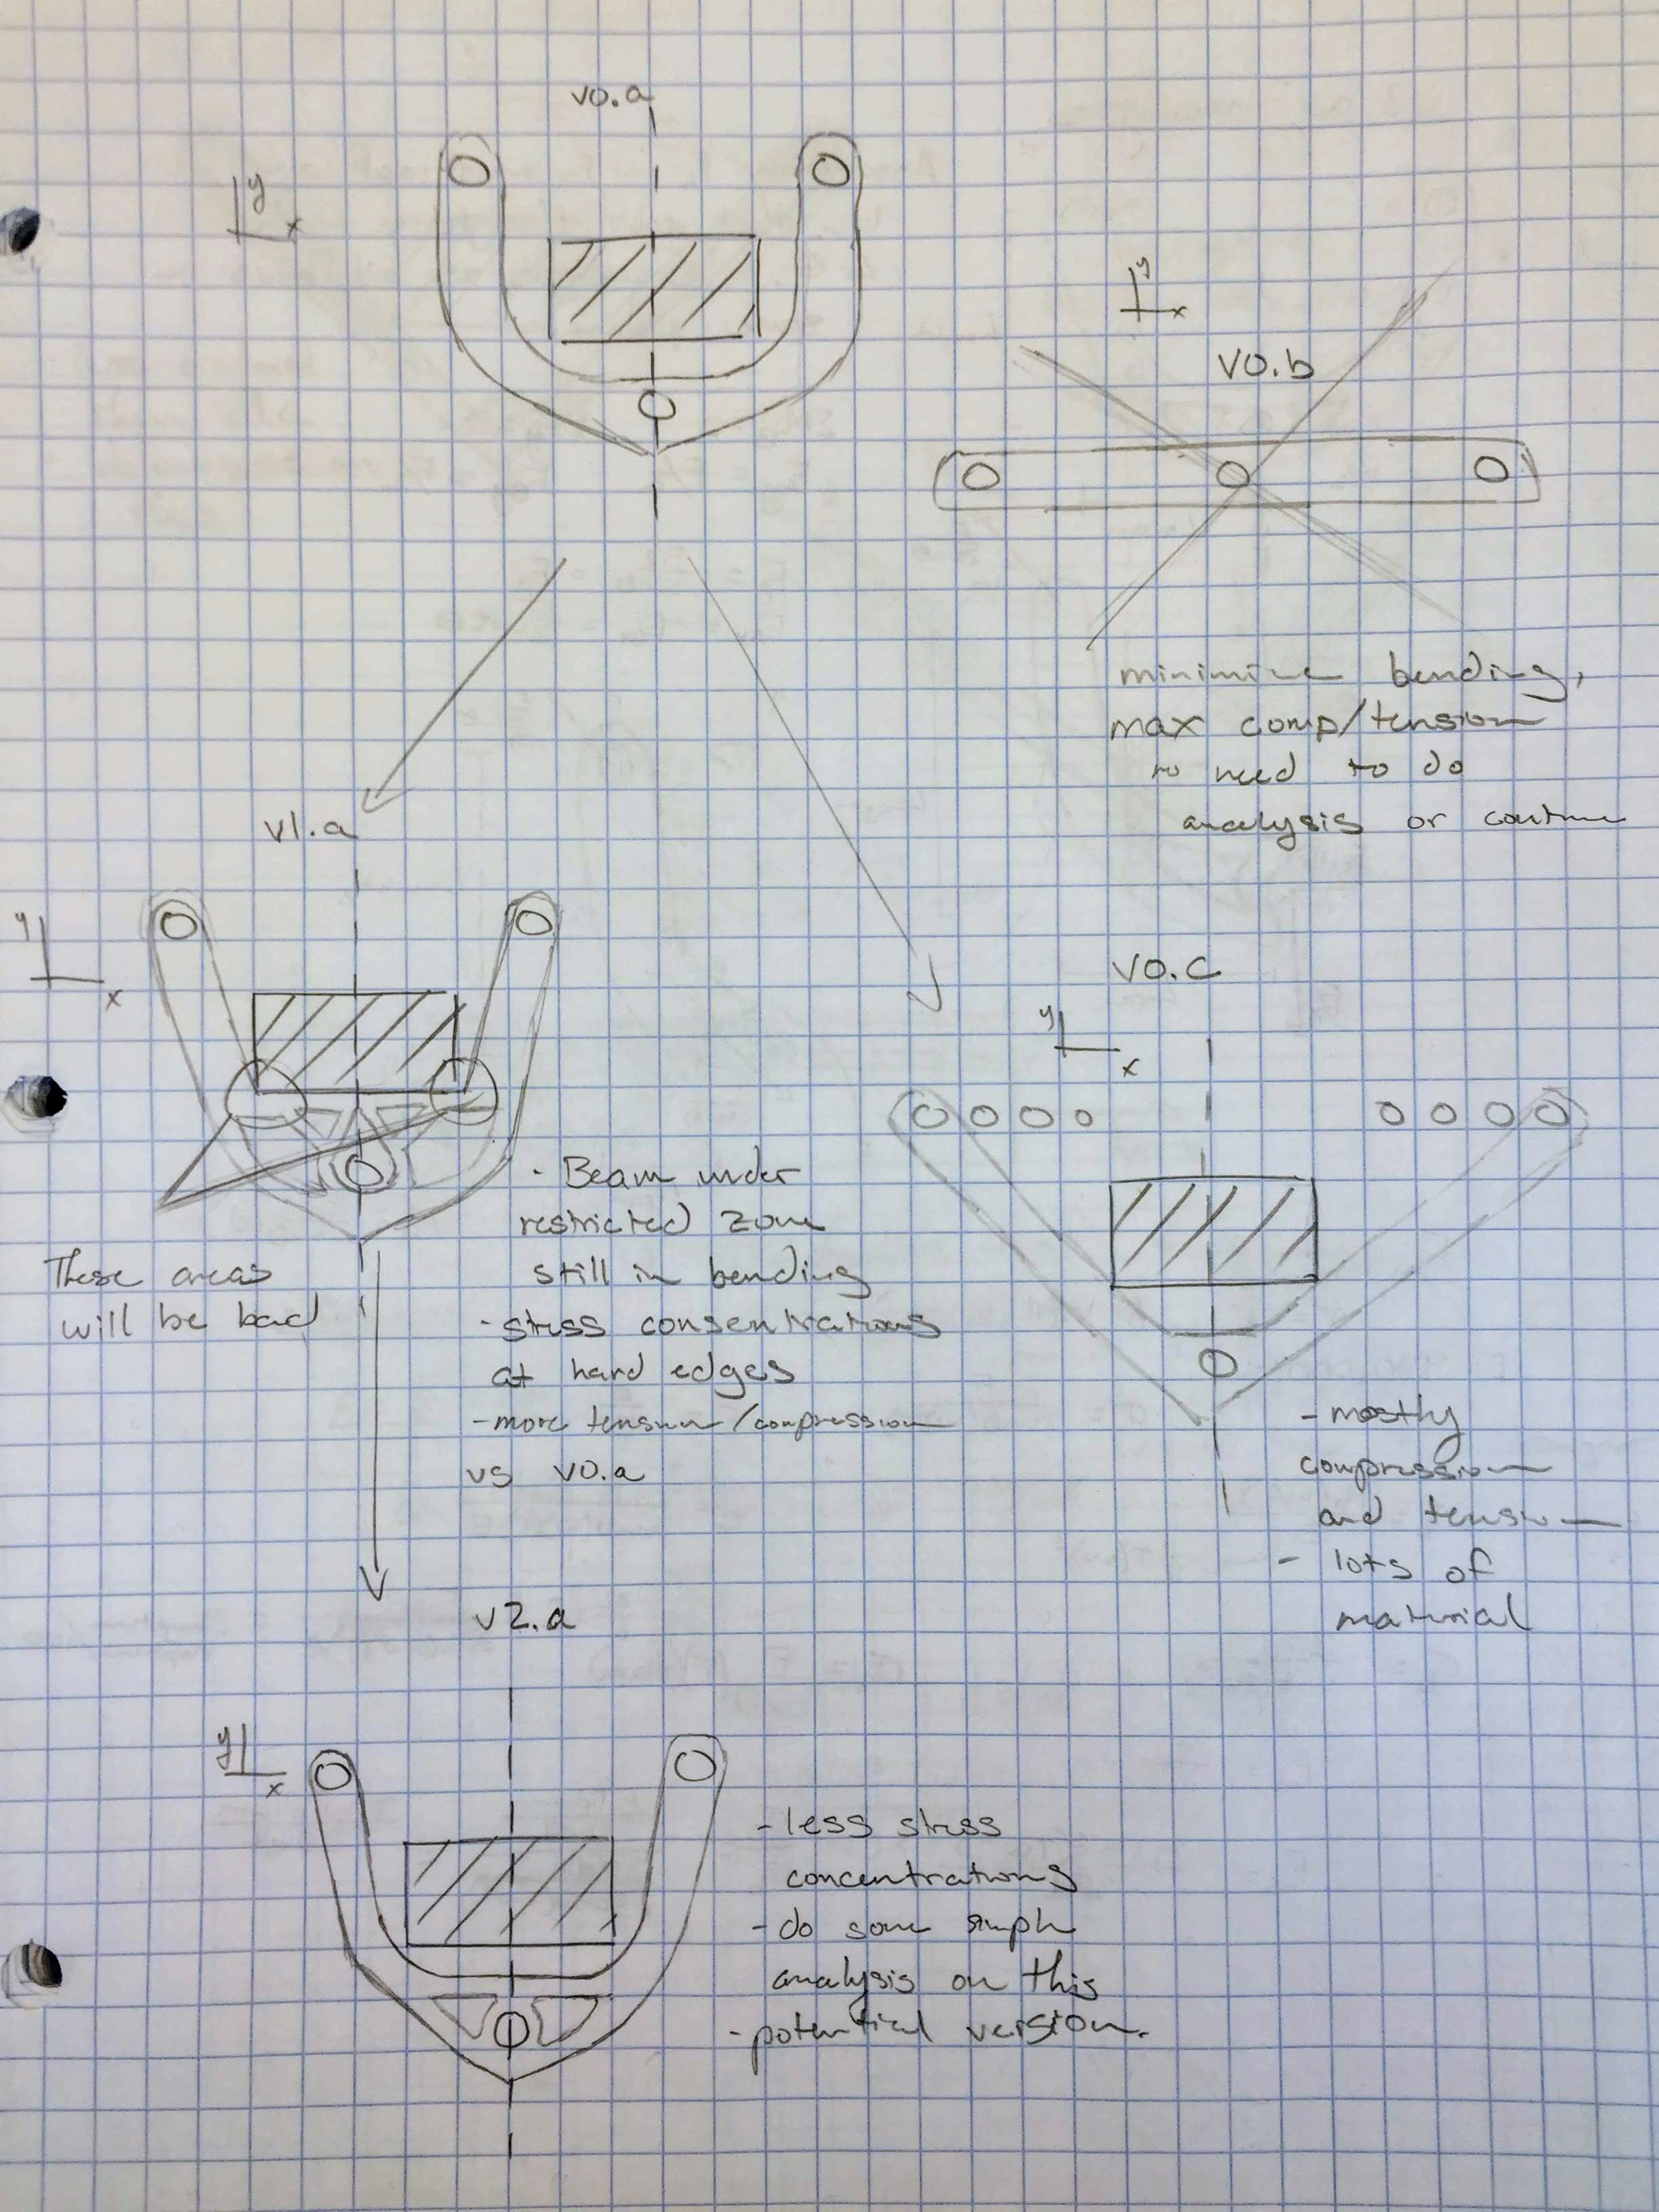 v0.a
y
x
y
x
v0.b
minimize bending,
max comp/tension
need to do
analysis or continue
v1.a
y
x
These areas
will be bad
- Beam under
restricted zone
still in bending
- stress consentrations
at hard edges
- more tension/compression
vs v0.a
v0.c
y
x
- mostly
compression
and tension
- lots of
material
v2.a
y
x
- less stress
concentrations
- do some simple
analysis on this
- potential version.